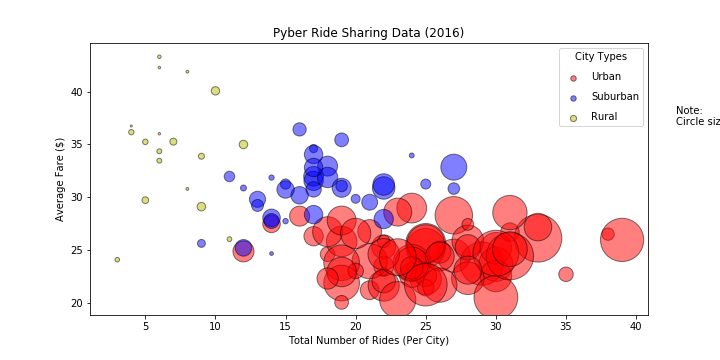 Pyber Ride Sharing Data (2016)
City Types
Urban
Suburban
Rural
Note:
Circle siz
Average Fare ($)
40
35
30
25
20
5
10
15
20
25
30
35
40
Total Number of Rides (Per City)